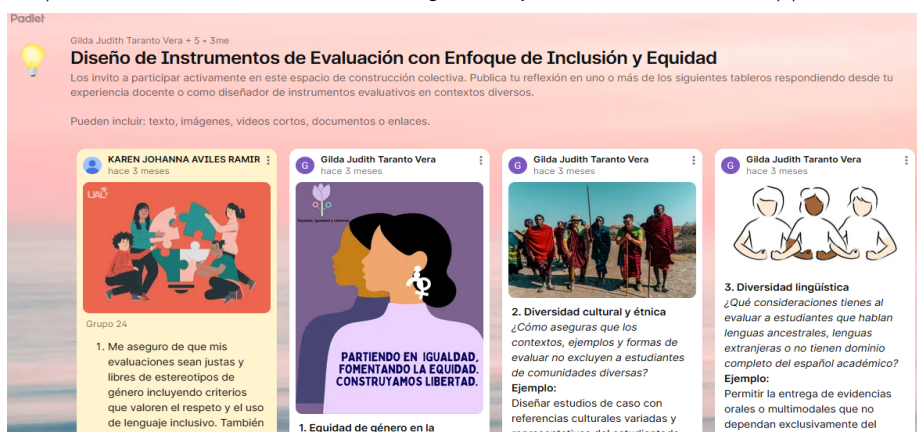 Padlet
Gilda Judith Taranto Vera + 5 • 3me
Diseño de Instrumentos de Evaluación con Enfoque de Inclusión y Equidad
Los invito a participar activamente en este espacio de construcción colectiva. Publica tu reflexión en uno o más de los siguientes tableros respondiendo desde tu
experiencia docente o como diseñador de instrumentos evaluativos en contextos diversos.
Pueden incluir: texto, imágenes, videos cortos, documentos o enlaces.
KAREN JOHANNA AVILES RAMIR
hace 3 meses
Grupo 24
1. Me aseguro de que mis
evaluaciones sean justas y
libres de estereotipos de
género incluyendo criterios
que valoren el respeto y el uso
de lenguaje inclusivo. También
G
Gilda Judith Taranto Vera
hace 3 meses
PARTIENDO EN IGUALDAD,
FOMENTANDO LA EQUIDAD.
CONSTRUYAMOS LIBERTAD.
1. Equidad de género en la
G
Gilda Judith Taranto Vera
hace 3 meses
2. Diversidad cultural y étnica
¿Cómo aseguras que los
contextos, ejemplos y formas de
evaluar no excluyen a estudiantes
de comunidades diversas?
Ejemplo:
Diseñar estudios de caso con
referencias culturales variadas y
G
Gilda Judith Taranto Vera
hace 3 meses
3. Diversidad lingüística
¿Qué consideraciones tienes al
evaluar a estudiantes que hablan
lenguas ancestrales, lenguas
extranjeras o no tienen dominio
completo del español académico?
Ejemplo:
Permitir la entrega de evidencias
orales o multimodales que no
dependan exclusivamente del